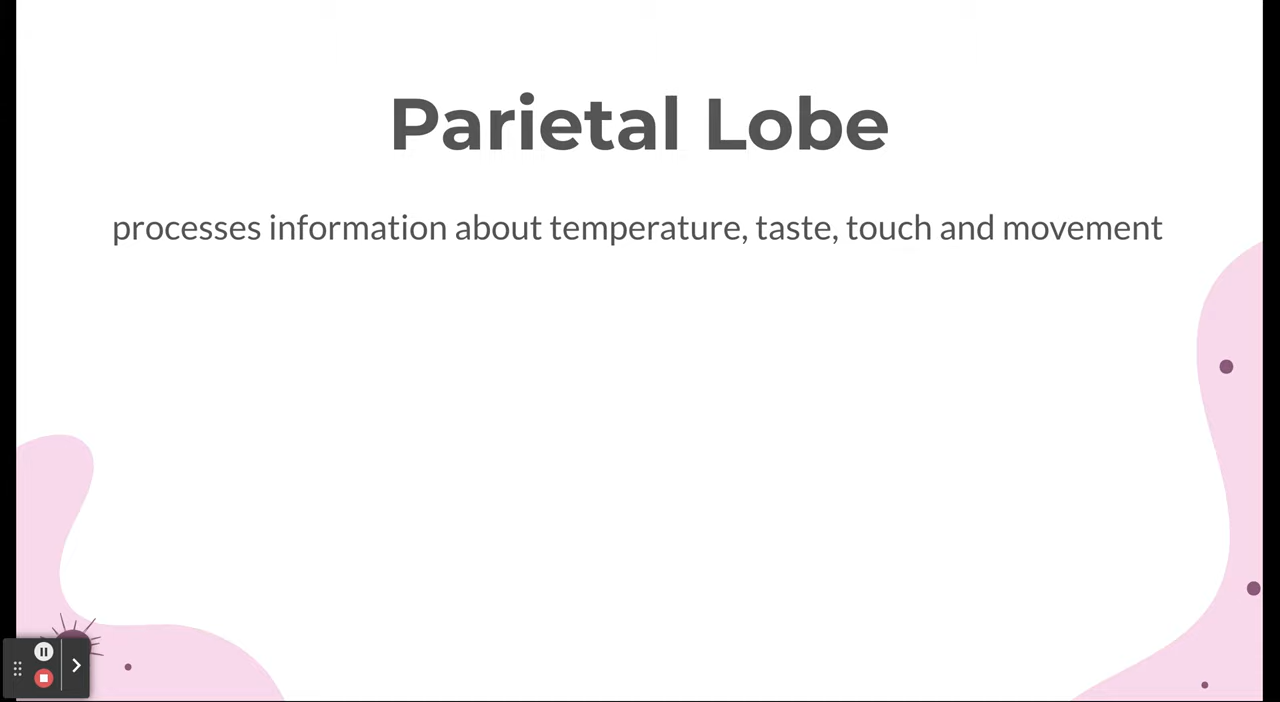 Parietal Lobe
processes information about temperature, taste, touch and movement